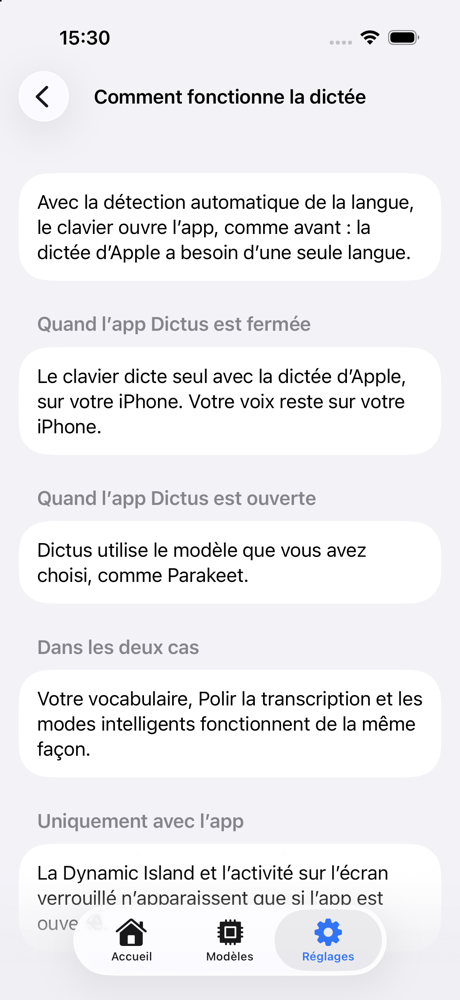 15:30
Comment fonctionne la dictée
Avec la détection automatique de la langue,
le clavier ouvre l’app, comme avant : la
dictée d’Apple a besoin d’une seule langue.
Quand l’app Dictus est fermée
Le clavier dicte seul avec la dictée d’Apple,
sur votre iPhone. Votre voix reste sur votre
iPhone.
Quand l’app Dictus est ouverte
Dictus utilise le modèle que vous avez
choisi, comme Parakeet.
Dans les deux cas
Votre vocabulaire, Polir la transcription et les
modes intelligents fonctionnent de la même
façon.
Uniquement avec l’app
La Dynamic Island et l’activité sur l’écran
verrouillé n’apparaissent que si l’app est
Accueil
Modèles
Réglages